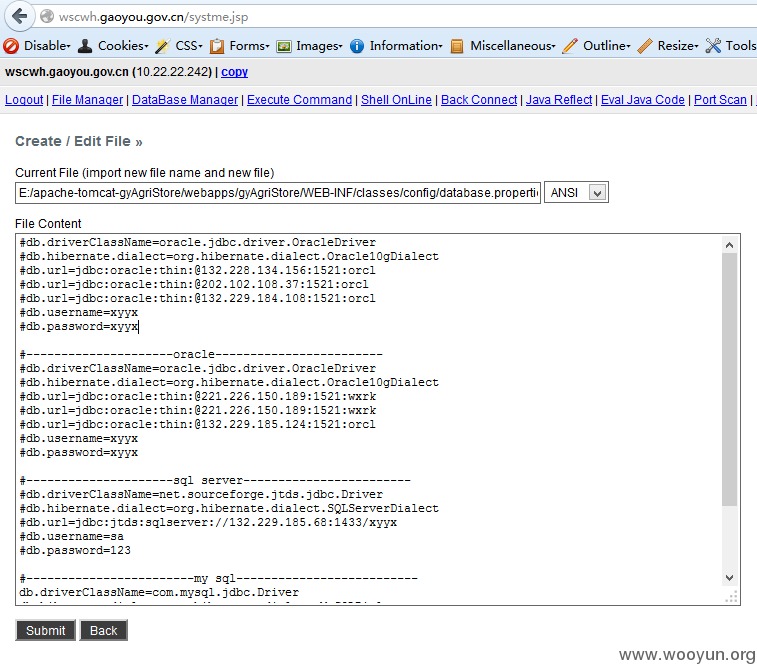 wscwh.gaoyou.gov.cn/systme.jsp
Disable▾ Cookies▾ CSS▾ Forms▾ Images▾ Information▾ Miscellaneous▾ Outline▾ Resize▾ Tools
wscwh.gaoyou.gov.cn (10.22.22.242) | copy
Logout | File Manager | DataBase Manager | Execute Command | Shell OnLine | Back Connect | Java Reflect | Eval Java Code | Port Scan |
Create / Edit File »
Current File (import new file name and new file)
E:/apache-tomcat-gyAgriStore/webapps/gyAgriStore/WEB-INF/classes/config/database.properti ANSI
File Content
#db.driverClassName=oracle.jdbc.driver.OracleDriver
#db.hibernate.dialect=org.hibernate.dialect.Oracle10gDialect
#db.url=jdbc:oracle:thin:@132.228.134.156:1521:orcl
#db.url=jdbc:oracle:thin:@202.102.108.37:1521:orcl
#db.url=jdbc:oracle:thin:@132.229.184.108:1521:orcl
#db.username=xyyx
#db.password=xyyx
#---------------------oracle------------------------
#db.driverClassName=oracle.jdbc.driver.OracleDriver
#db.hibernate.dialect=org.hibernate.dialect.Oracle10gDialect
#db.url=jdbc:oracle:thin:@221.226.150.189:1521:wxrk
#db.url=jdbc:oracle:thin:@221.226.150.189:1521:wxrk
#db.url=jdbc:oracle:thin:@132.229.185.124:1521:orcl
#db.username=xyyx
#db.password=xyyx
#---------------------sql server------------------------
#db.driverClassName=net.sourceforge.jtds.jdbc.Driver
#db.hibernate.dialect=org.hibernate.dialect.SQLServerDialect
#db.url=jdbc:jtds:sqlserver://132.229.185.68:1433/xyyx
#db.username=sa
#db.password=123
#------------------------my sql--------------------------
db.driverClassName=com.mysql.jdbc.Driver
Submit Back
www.wooyun.org